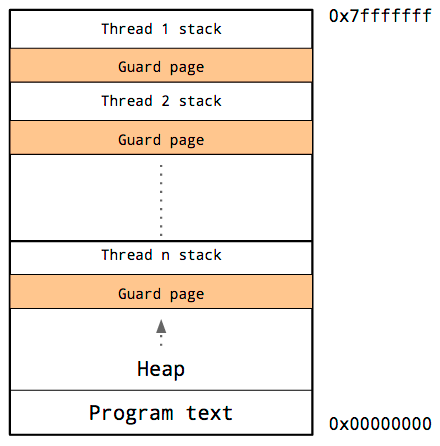 0x7fffffff
Thread 1 stack
Guard page
Thread 2 stack
Guard page
Thread n stack
Guard page
Heap
Program text
0x00000000